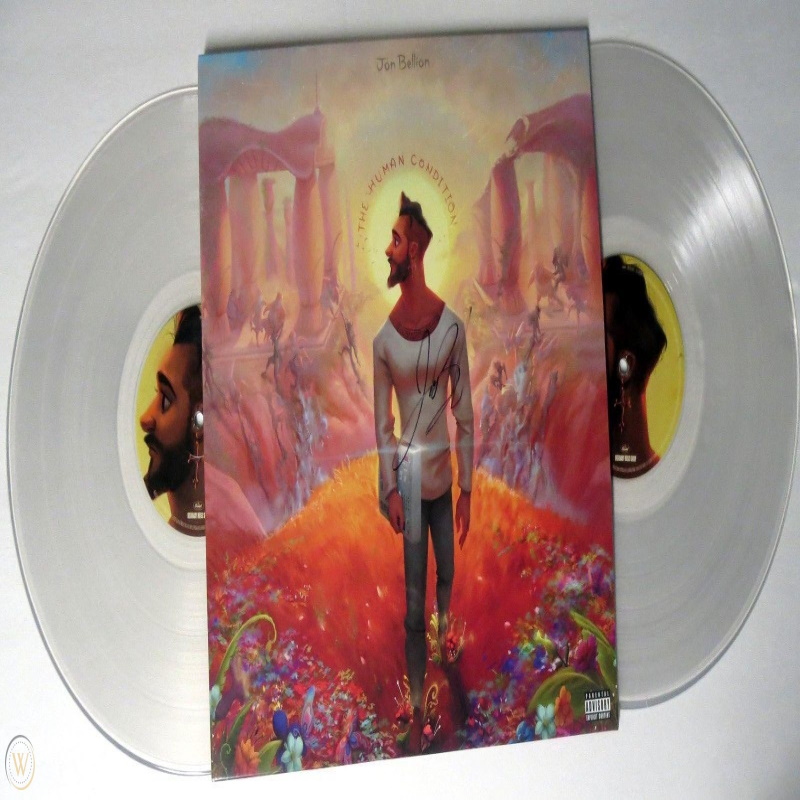 Jon Bellion
THE HUMAN CONDITION
PARENTAL
ADVISORY
EXPLICIT CONTENT
W